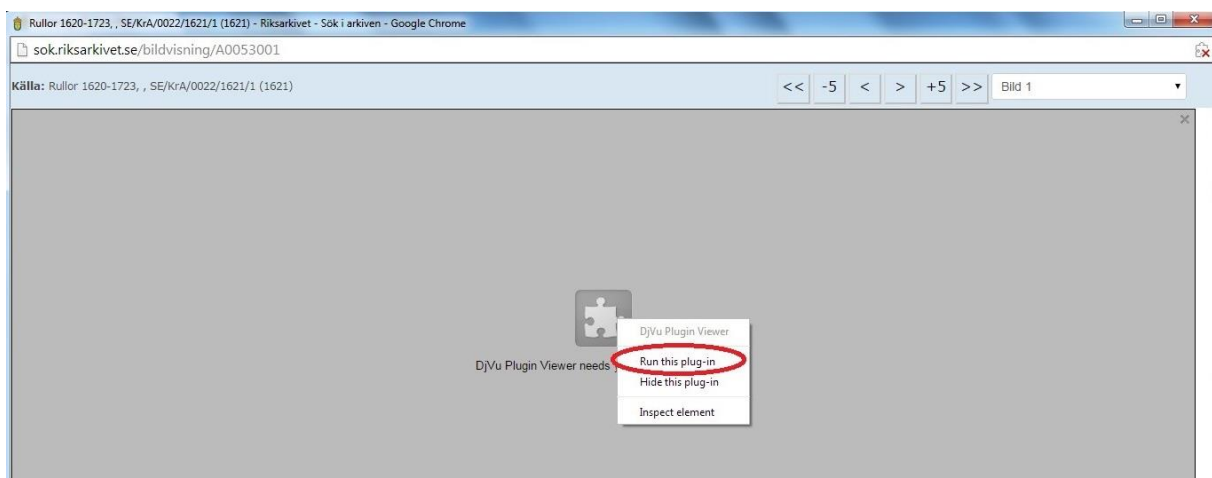 Rullor 1620-1723, , SE/KrA/0022/1621/1 (1621) - Riksarkivet - Sök i arkiven - Google Chrome
sok.riksarkivet.se/bildvisning/A0053001
Källa: Rullor 1620-1723, , SE/KrA/0022/1621/1 (1621) << -5 < > +5 >> Bild 1
DjVu Plugin Viewer
DjVu Plugin Viewer needs
Run this plug-in
Hide this plug-in
Inspect element